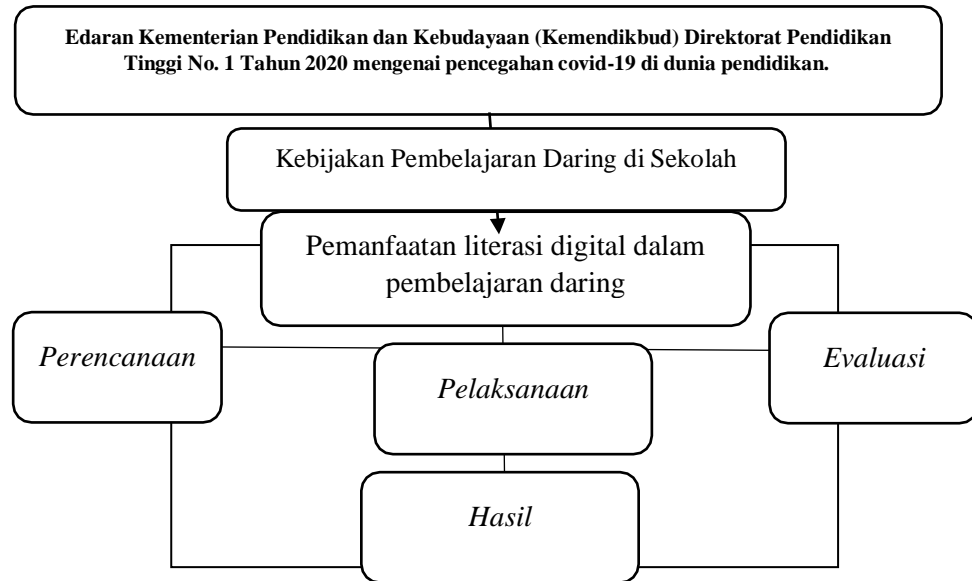 Edaran Kementerian Pendidikan dan Kebudayaan (Kemendikbud) Direktorat Pendidikan
Tinggi No. 1 Tahun 2020 mengenai pencegahan covid-19 di dunia pendidikan.
Kebijakan Pembelajaran Daring di Sekolah
Pemanfaatan literasi digital dalam
pembelajaran daring
Perencanaan
Pelaksanaan
Evaluasi
Hasil